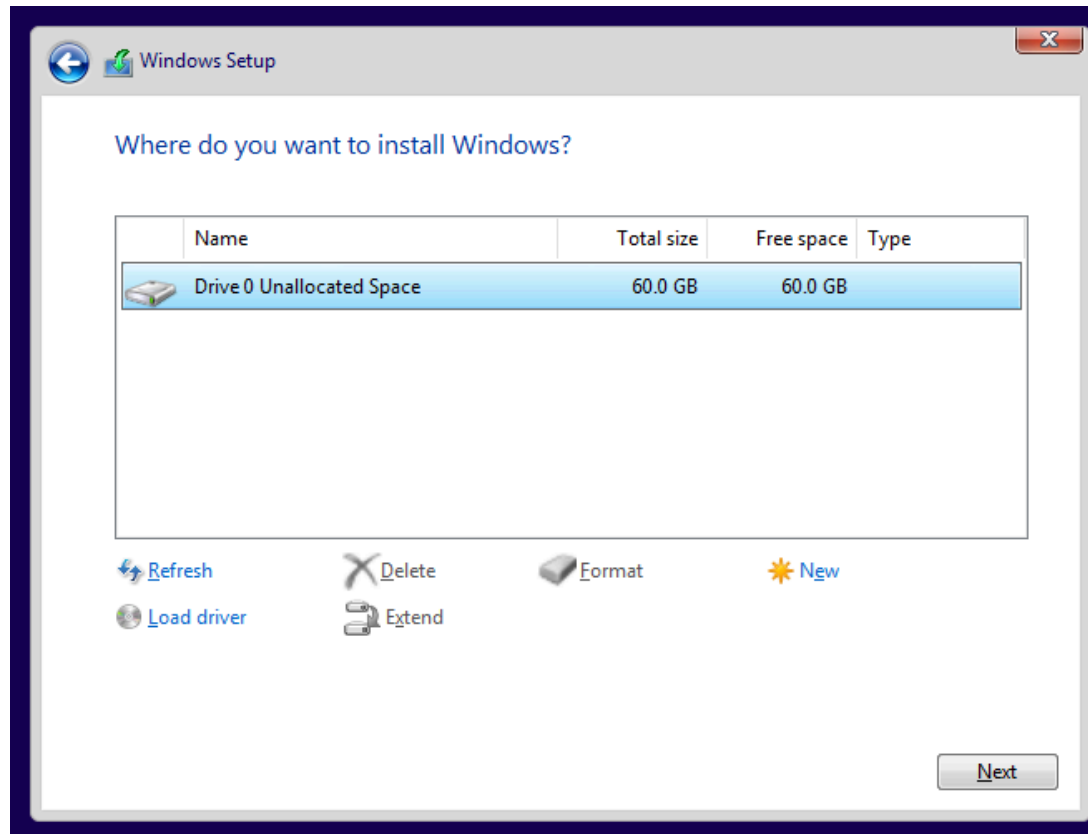 Windows Setup
Where do you want to install Windows?
Name Total size Free space Type
Drive 0 Unallocated Space 60.0 GB 60.0 GB
Refresh Delete Format New
Load driver Extend
Next